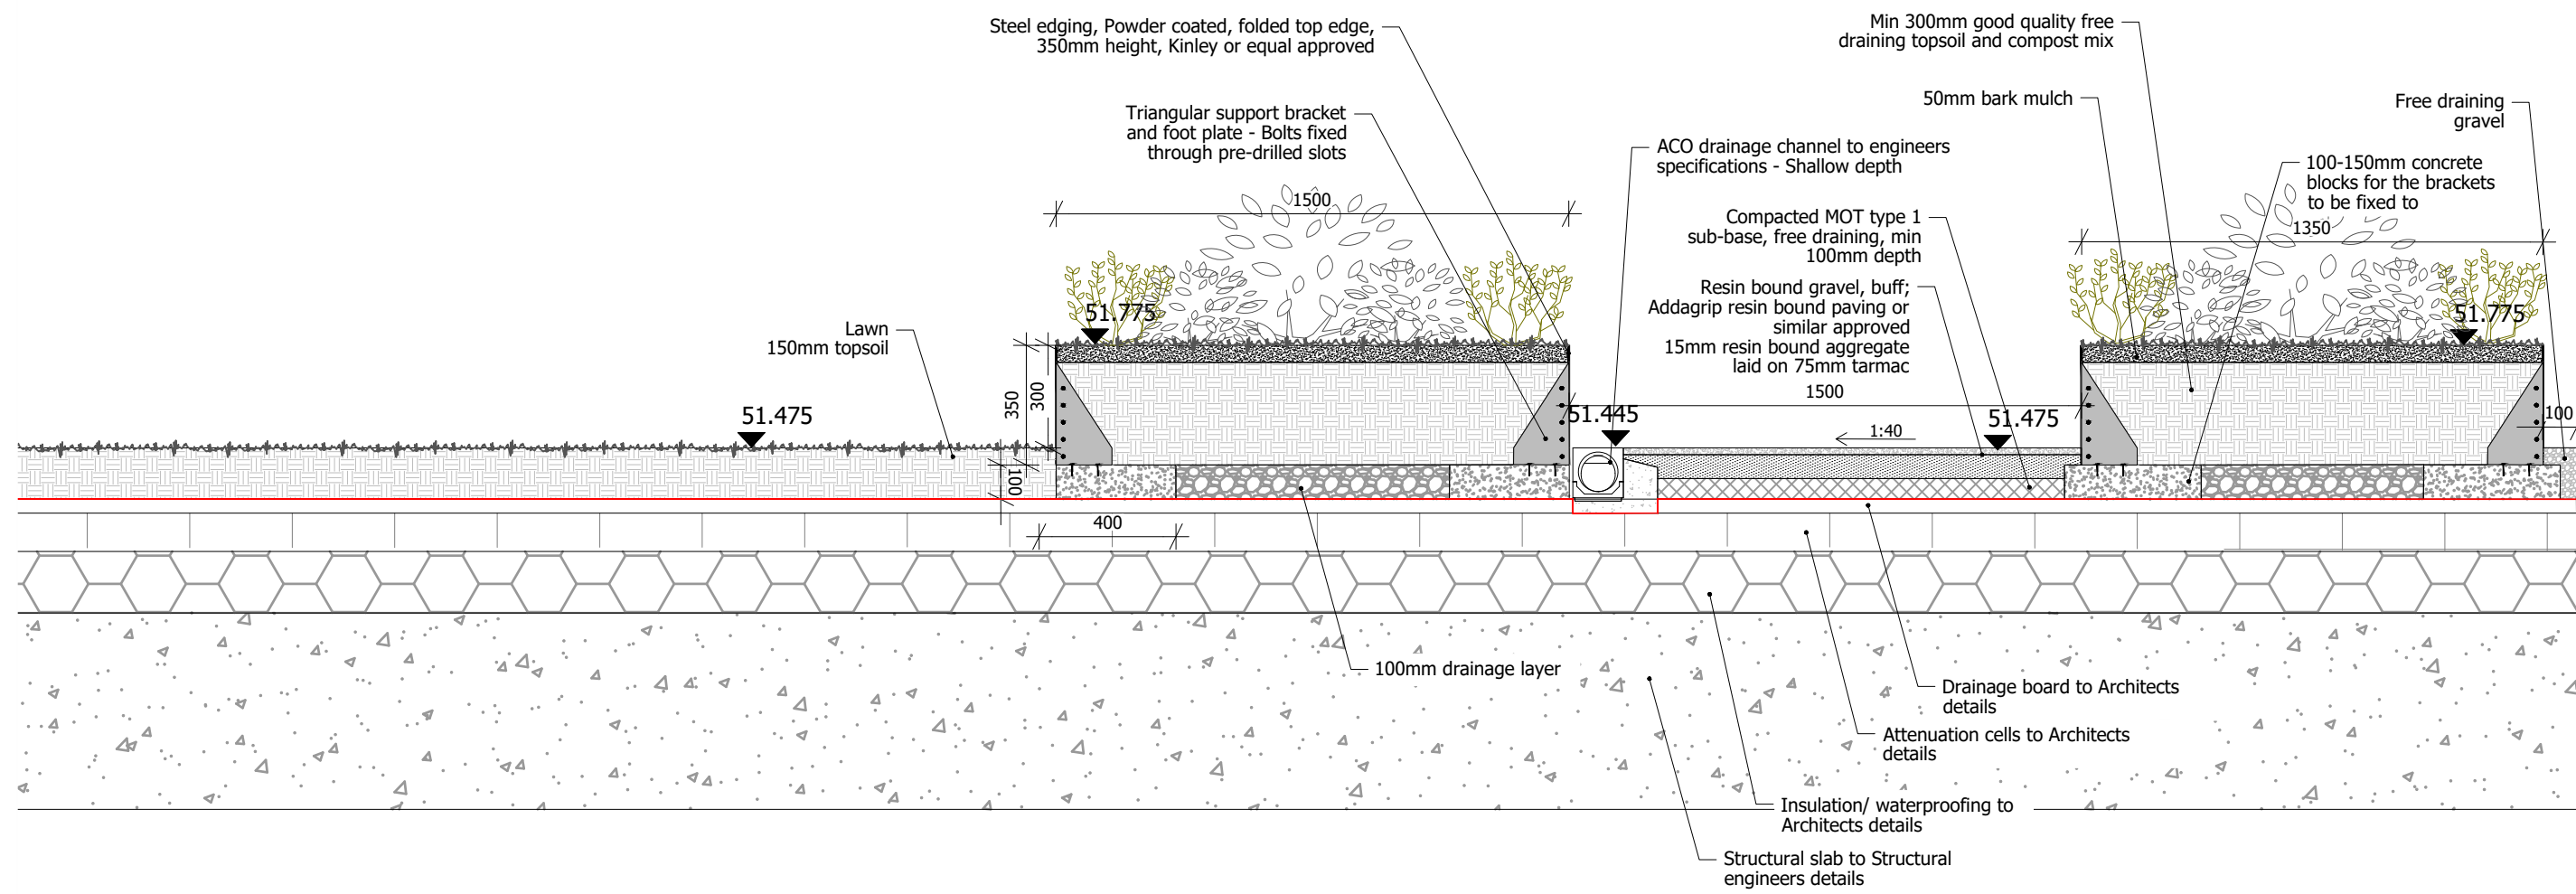 Steel edging, Powder coated, folded top edge,
350mm height, Kinley or equal approved
Min 300mm good quality free
draining topsoil and compost mix
Triangular support bracket
and foot plate - Bolts fixed
through pre-drilled slots
50mm bark mulch
Free draining
gravel
ACO drainage channel to engineers
specifications - Shallow depth
100-150mm concrete
blocks for the brackets
to be fixed to
1500
Compacted MOT type 1
sub-base, free draining, min
100mm depth
1350
Resin bound gravel, buff;
Addagrip resin bound paving or
similar approved
15mm resin bound aggregate
laid on 75mm tarmac
51.775
51.775
Lawn
150mm topsoil
350
300
1500
51.475
51.445
51.475
100
1:40
100
400
100mm drainage layer
Drainage board to Architects
details
Attenuation cells to Architects
details
Insulation/ waterproofing to
Architects details
Structural slab to Structural
engineers details